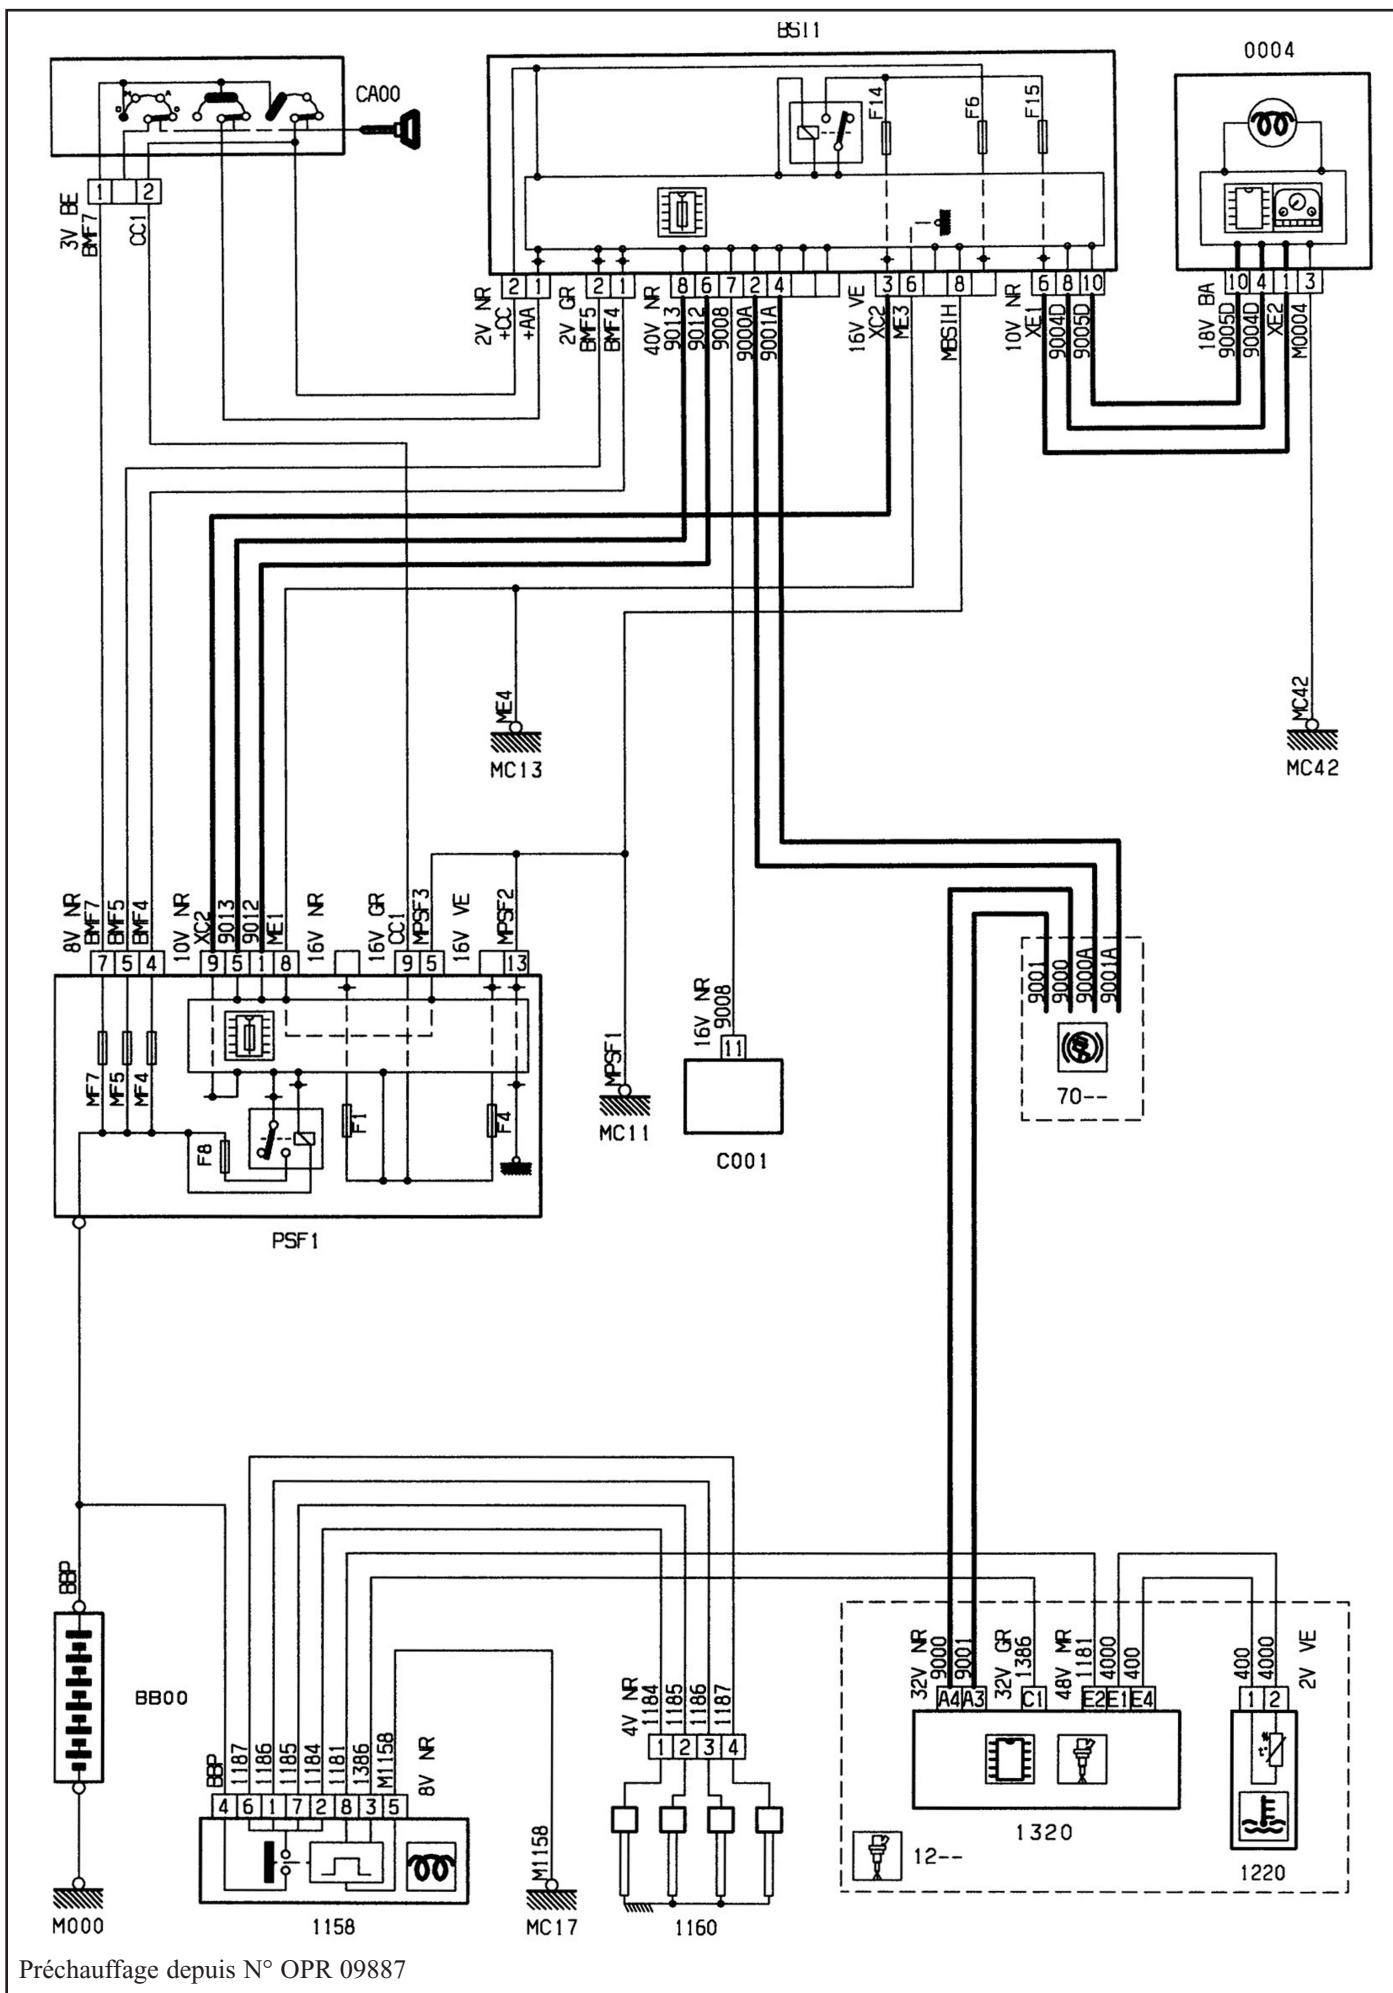 BSI1
0004
CA00
M
A
D
F14
F6
F15
1
2
3V BE
BMF7
CC1
2
1
2
1
8
6
7
2
4
3
6
8
6
8
10
10
4
1
3
2V NR
+CC
+AA
2V GR
BMF5
BMF4
40V NR
9013
9012
9008
9000A
9001A
16V VE
XC2
ME3
MBSIH
10V NR
XE1
9004D
9005D
18V BA
9005D
9004D
XE2
M0004
ME4
MC13
MC42
MC42
8V NR
BMF7
BMF5
BMF4
10V NR
XC2
9013
9012
ME1
16V NR
16V GR
CC1
MPSF3
16V VE
MPSF2
7
5
4
9
5
1
8
9
5
13
MF7
MF5
MF4
F8
F1
F4
PSF1
MPSF1
MC11
16V NR
9008
11
C001
9001
9000
9000A
9001A
70--
BBP
BB00
M000
BBP
1187
1186
1185
1184
1181
1386
M1158
8V NR
4
6
1
7
2
8
3
5
1158
M1158
MC17
4V NR
1184
1185
1186
1187
1
2
3
4
1160
32V NR
9000
9001
32V GR
1386
48V MR
1181
4000
400
A4
A3
C1
E2
E1
E4
1320
12--
400
4000
2V VE
1
2
t°
1220
Préchauffage depuis N° OPR 09887